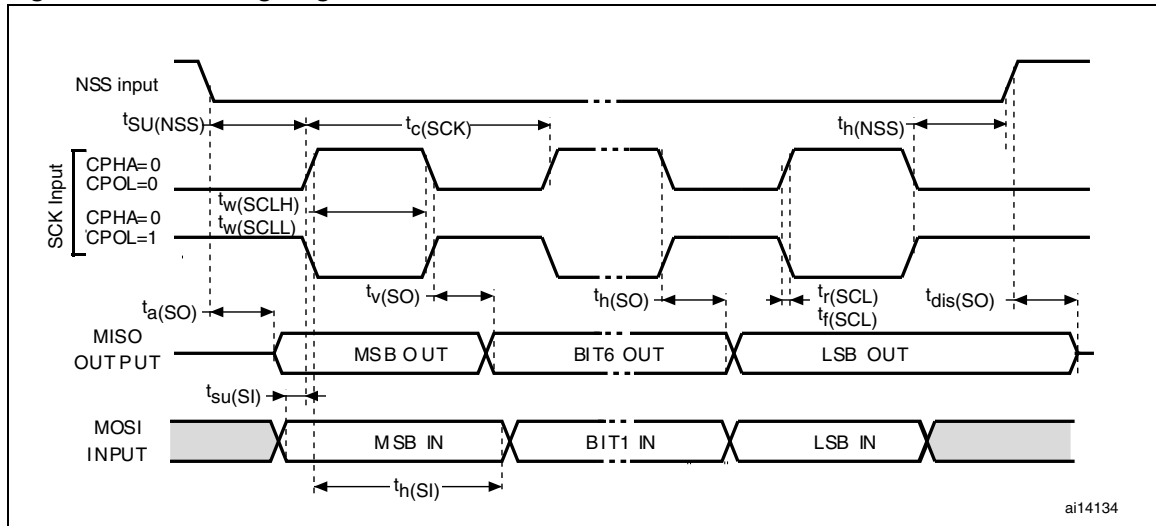 NSS input
tSU(NSS)
tc(SCK)
th(NSS)
SCK Input
CPHA=0
CPOL=0
tw(SCLH)
CPHA=0
CPOL=1
tw(SCLL)
tv(SO)
th(SO)
tr(SCL)
tf(SCL)
tdis(SO)
ta(SO)
MISO
OUTPUT
MSB OUT
BIT6 OUT
LSB OUT
tsu(SI)
MOSI
INPUT
MSB IN
BIT1 IN
LSB IN
th(SI)
ai14134